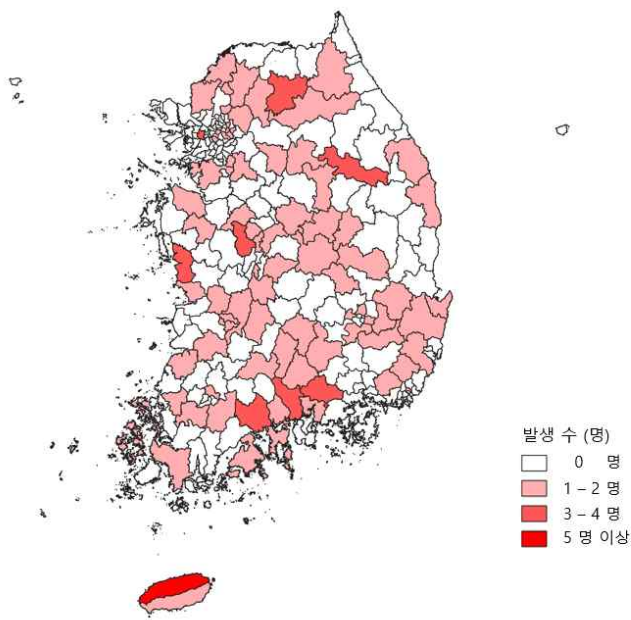 발생 수 (명)
0 명
1 – 2 명
3 – 4 명
5 명 이상